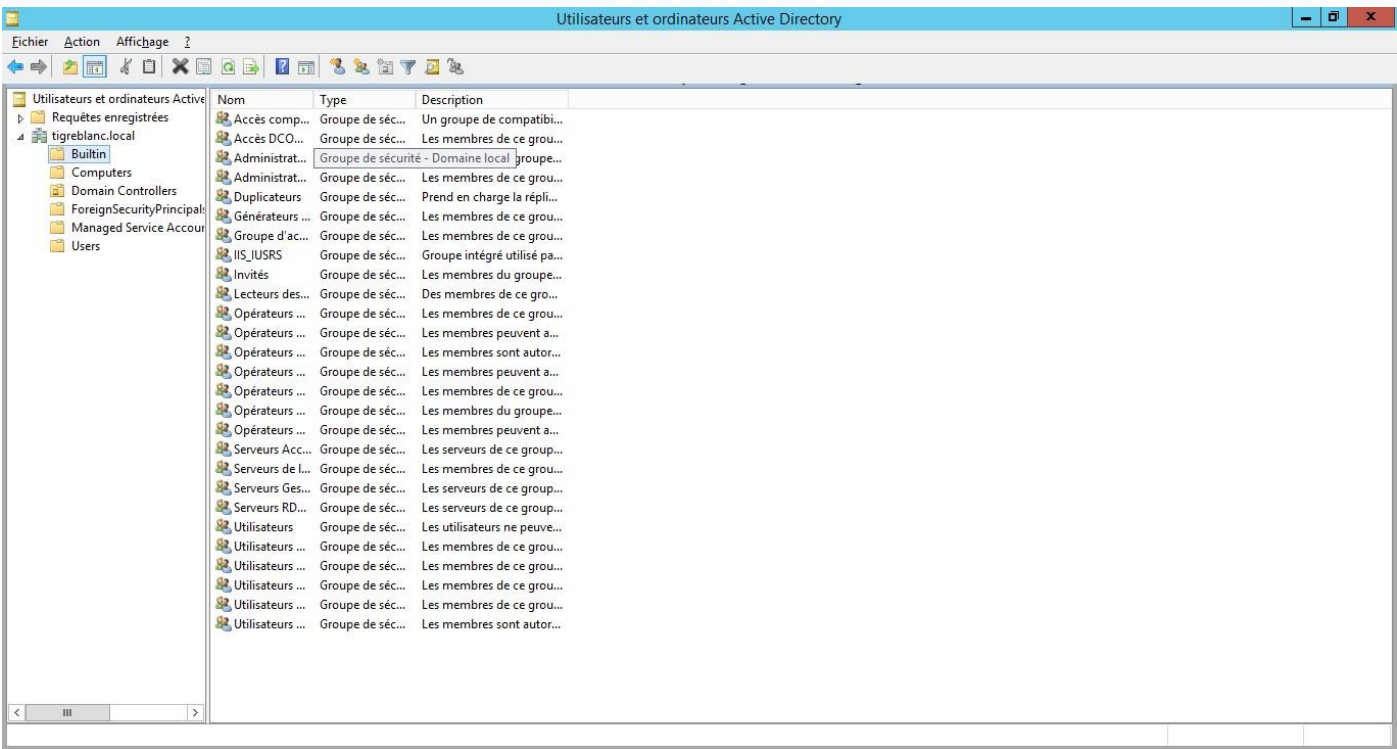 Utilisateurs et ordinateurs Active Directory
Fichier Action Affichage ?
Utilisateurs et ordinateurs Active
Requêtes enregistrées
tigreblanc.local
Builtin
Computers
Domain Controllers
ForeignSecurityPrincipals
Managed Service Accour
Users
Nom Type Description
Accès comp... Groupe de séc... Un groupe de compatibi...
Accès DCO... Groupe de séc... Les membres de ce grou...
Administrat... Groupe de sécurité - Domaine local groupe...
Administrat... Groupe de séc... Les membres de ce grou...
Duplicateurs Groupe de séc... Prend en charge la répli...
Générateurs ... Groupe de séc... Les membres de ce grou...
Groupe d'ac... Groupe de séc... Les membres de ce grou...
IIS_IUSRS Groupe de séc... Groupe intégré utilisé pa...
Invités Groupe de séc... Les membres du groupe...
Lecteurs des... Groupe de séc... Des membres de ce gro...
Opérateurs ... Groupe de séc... Les membres de ce grou...
Opérateurs ... Groupe de séc... Les membres peuvent a...
Opérateurs ... Groupe de séc... Les membres sont autor...
Opérateurs ... Groupe de séc... Les membres peuvent a...
Opérateurs ... Groupe de séc... Les membres de ce grou...
Opérateurs ... Groupe de séc... Les membres du groupe...
Opérateurs ... Groupe de séc... Les membres peuvent a...
Serveurs Acc... Groupe de séc... Les serveurs de ce group...
Serveurs de l... Groupe de séc... Les membres de ce grou...
Serveurs Ges... Groupe de séc... Les serveurs de ce group...
Serveurs RD... Groupe de séc... Les serveurs de ce group...
Utilisateurs Groupe de séc... Les utilisateurs ne peuve...
Utilisateurs ... Groupe de séc... Les membres de ce grou...
Utilisateurs ... Groupe de séc... Les membres de ce grou...
Utilisateurs ... Groupe de séc... Les membres de ce grou...
Utilisateurs ... Groupe de séc... Les membres de ce grou...
Utilisateurs ... Groupe de séc... Les membres sont autor...